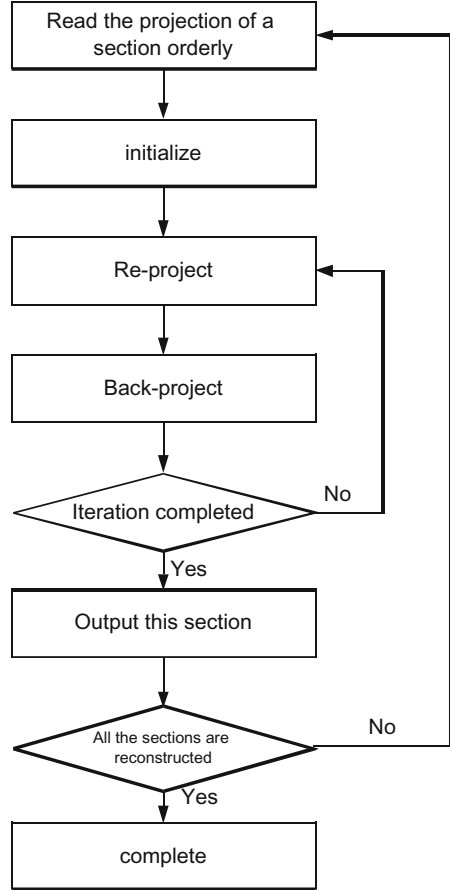 Read the projection of a
section orderly
initialize
Re-project
Back-project
Iteration completed
No
Yes
Output this section
All the sections are
reconstructed
No
Yes
complete